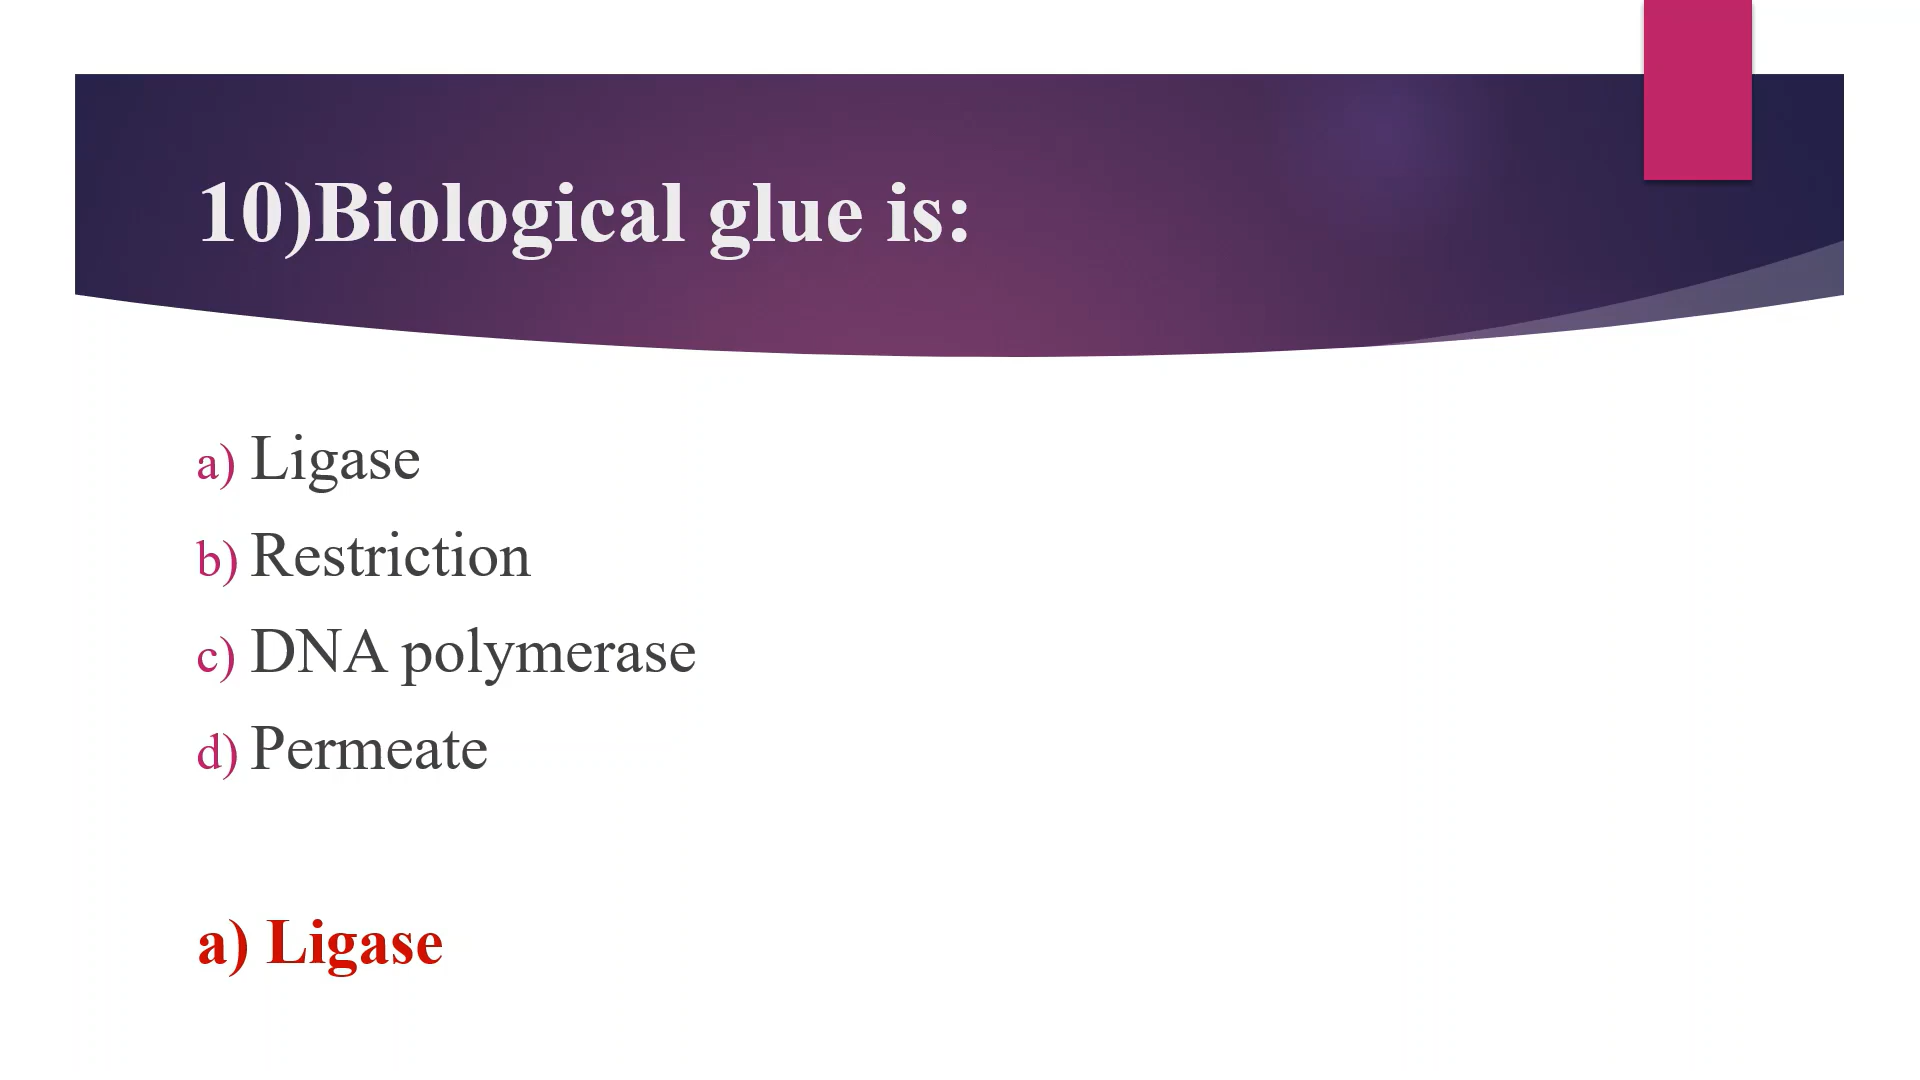 10)Biological glue is:
a) Ligase
b) Restriction
c) DNA polymerase
d) Permeate
a) Ligase